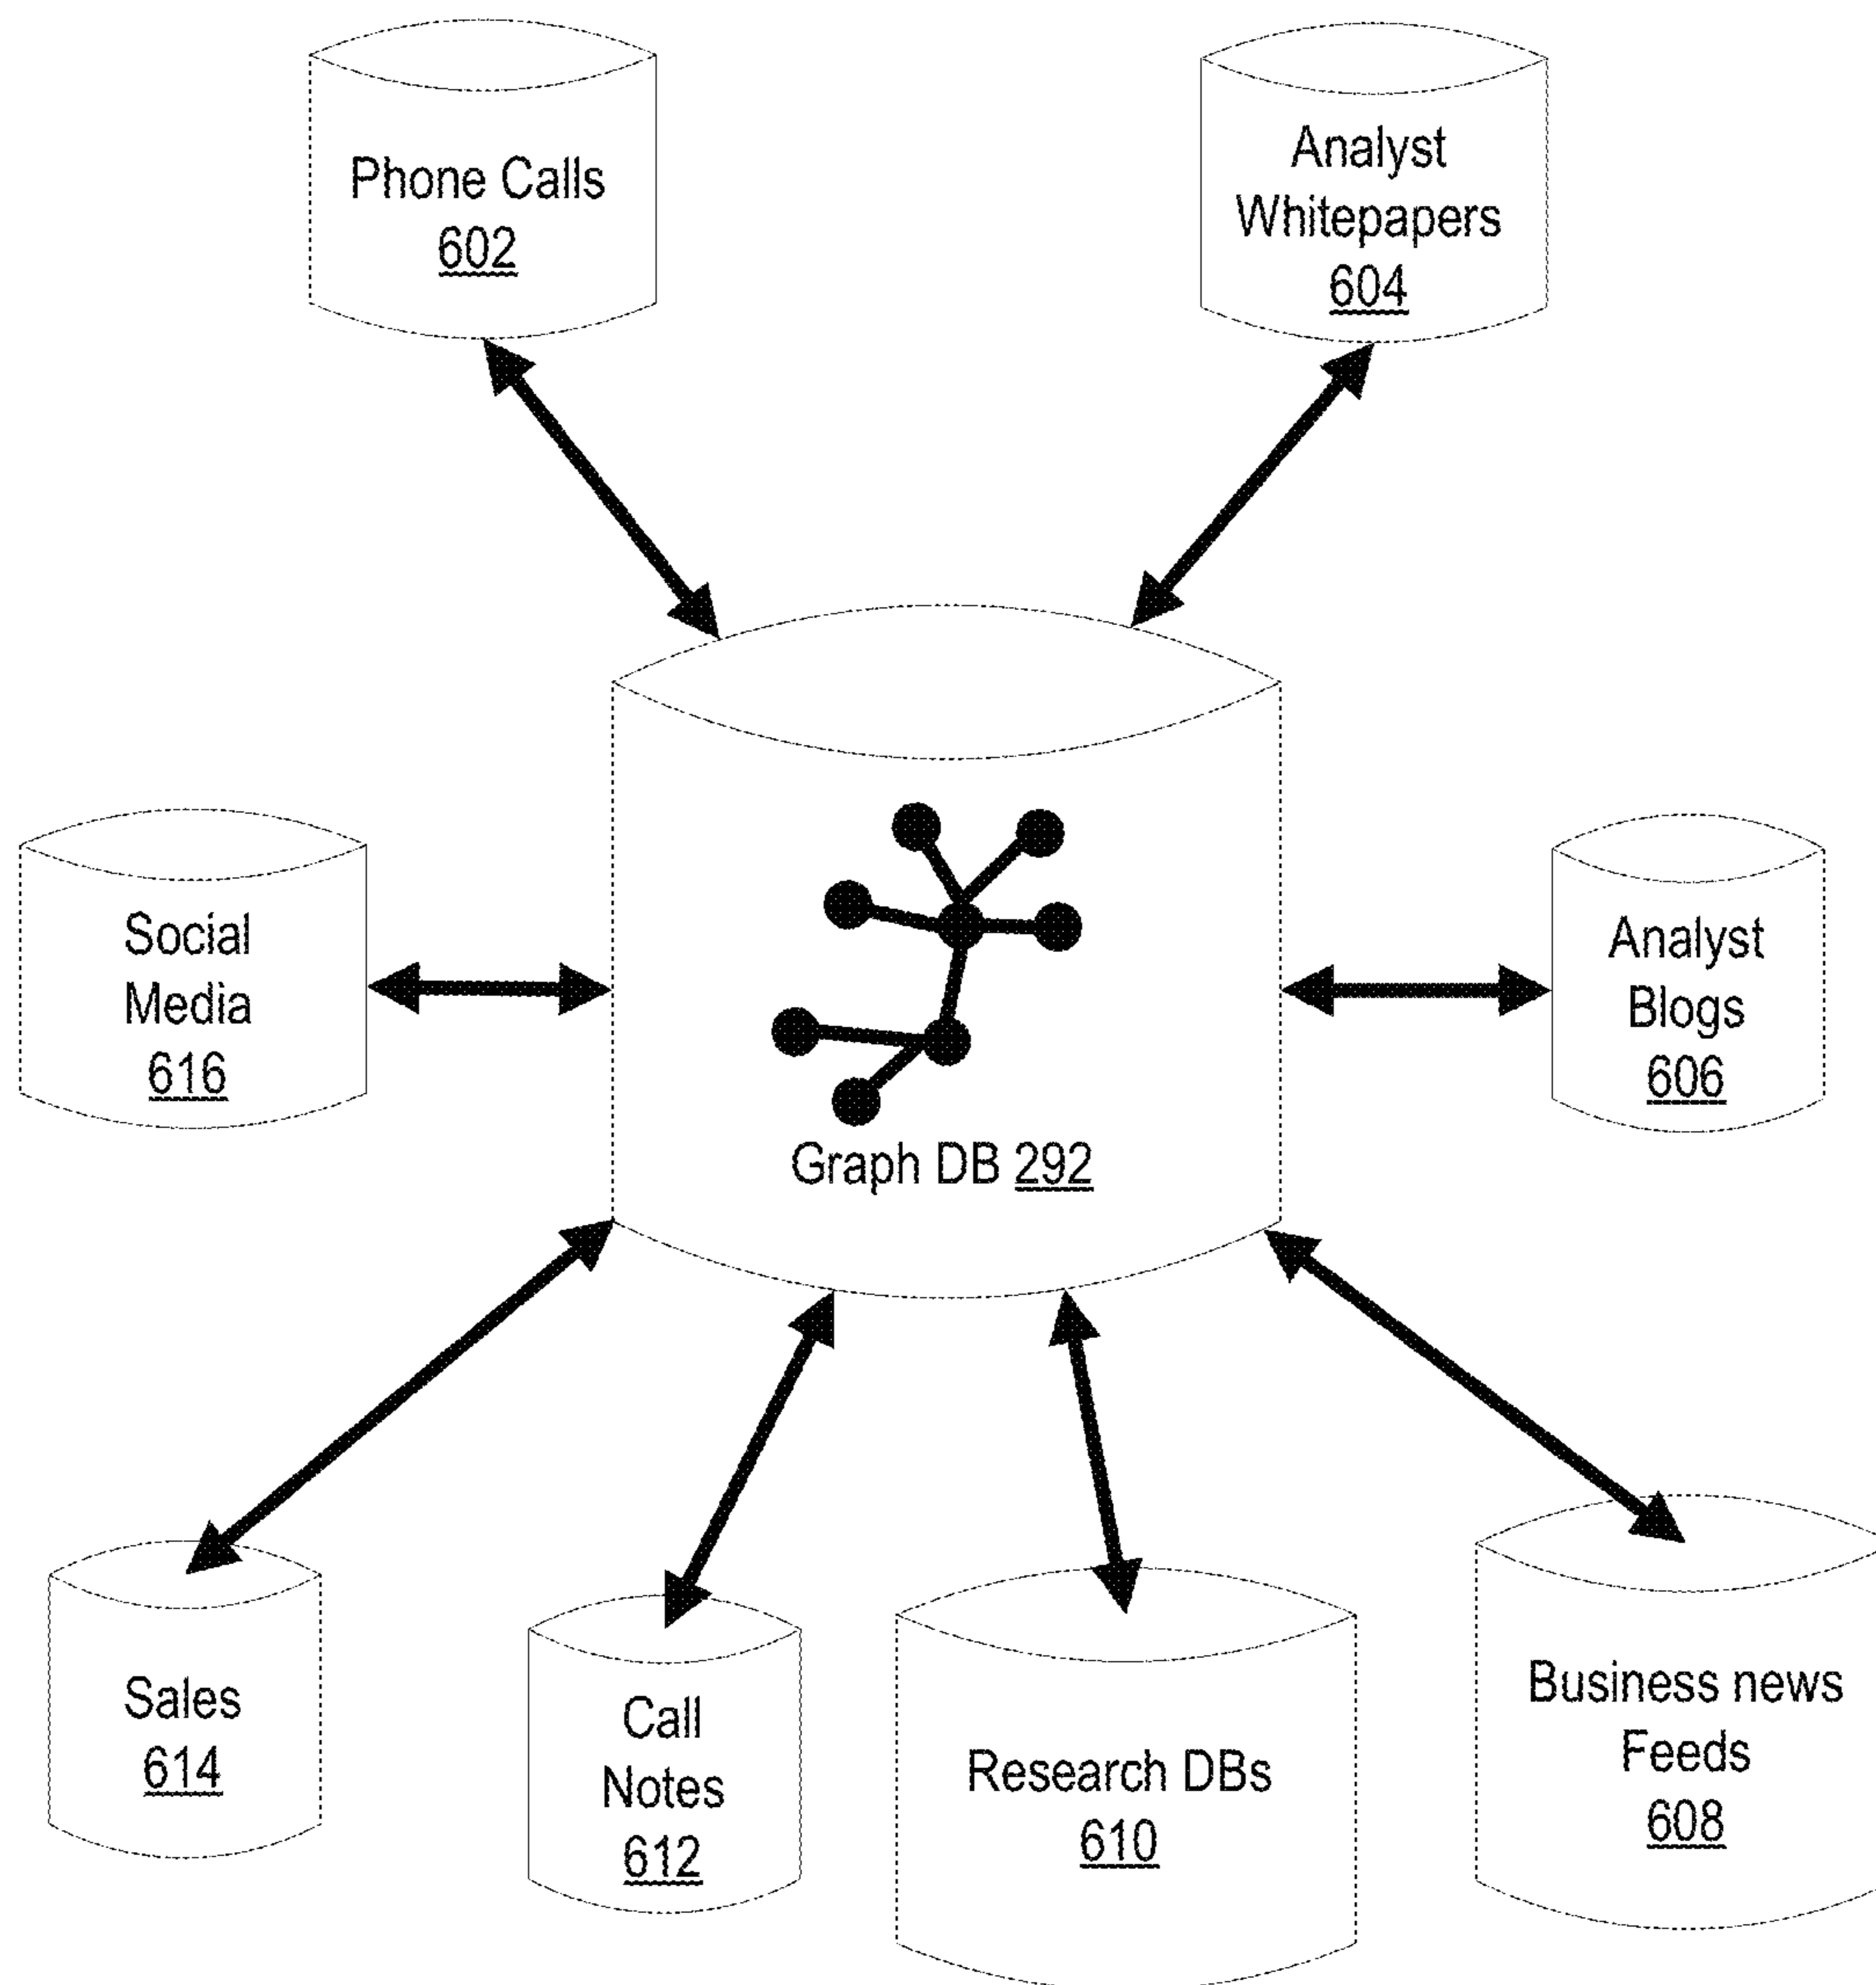 Phone Calls
602
Analyst
Whitepapers
604
Social
Media
616
Graph DB 292
Analyst
Blogs
606
Sales
614
Call
Notes
612
Research DBs
610
Business news
Feeds
608